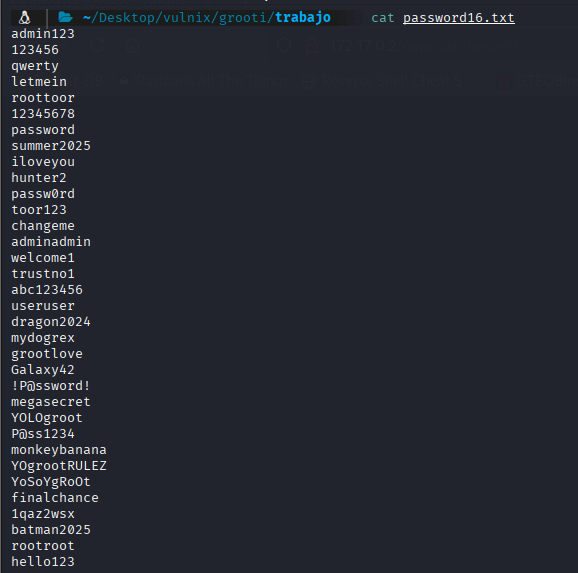 ~/Desktop/vulnix/grooti/trabajo cat password16.txt
admin123
123456
qwerty
letmein
roottoor
12345678
password
summer2025
iloveyou
hunter2
passw0rd
toor123
changeme
adminadmin
welcome1
trustno1
abc123456
useruser
dragon2024
mydogrex
grootlove
Galaxy42
!P@ssword!
megasecret
YOLOgroot
P@ss1234
monkeybanana
YOgrootRULEZ
YoSoYgRoOt
finalchance
1qaz2wsx
batman2025
rootroot
hello123